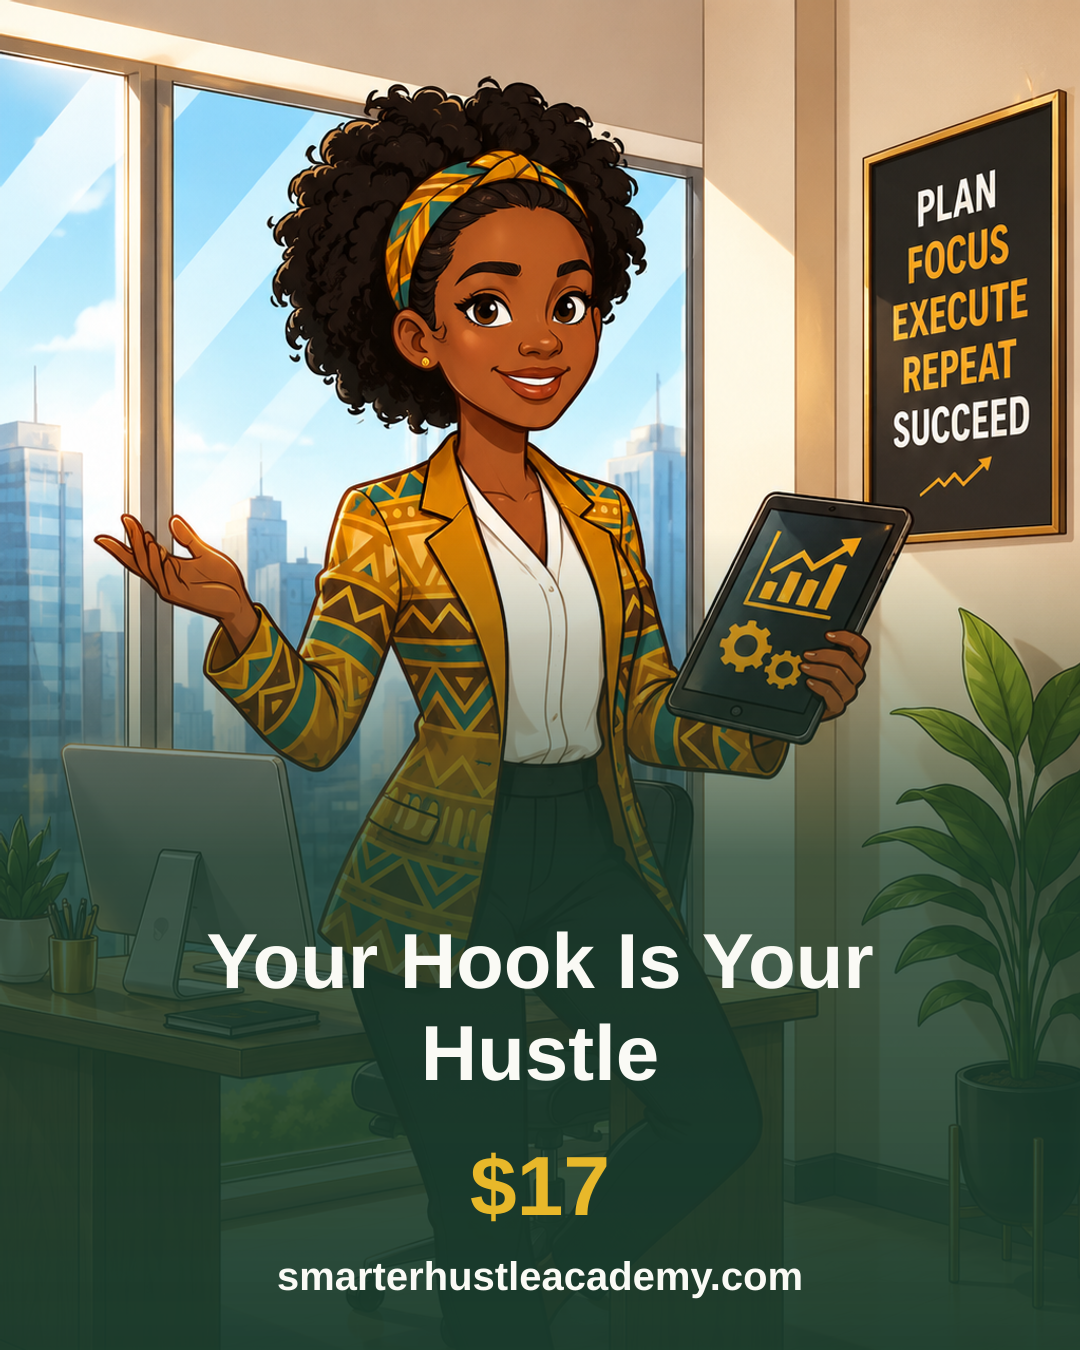 PLAN
FOCUS
EXECUTE
REPEAT
SUCCEED
Your Hook Is Your
Hustle
$17
smarterhustleacademy.com